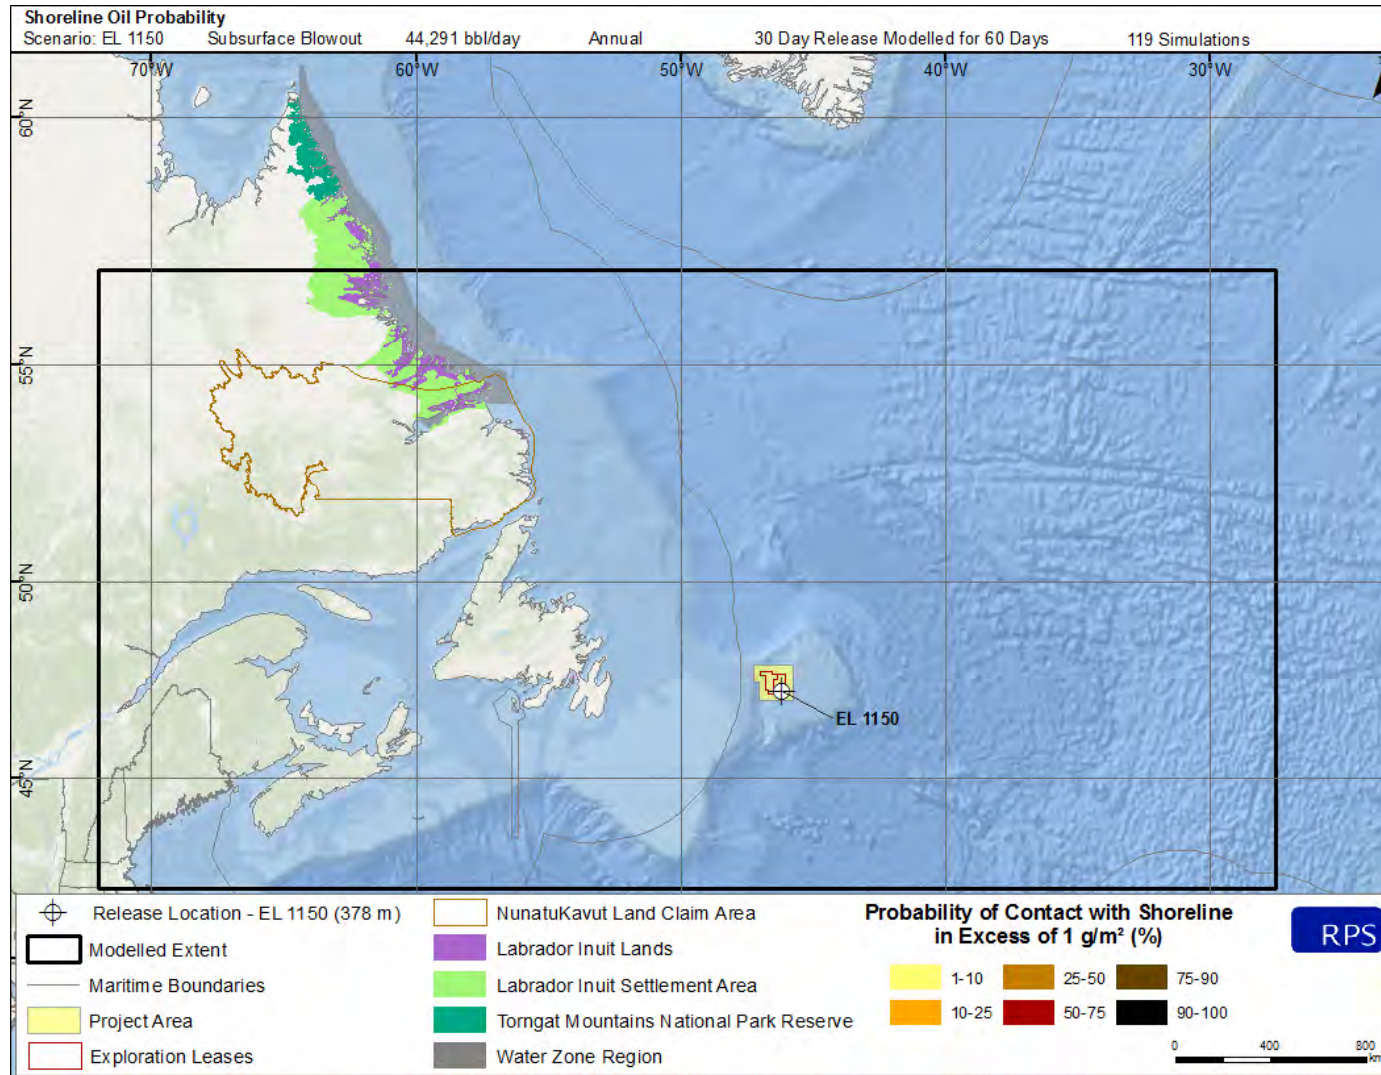 Shoreline Oil Probability
Scenario: EL 1150 Subsurface Blowout 44,291 bbl/day Annual 30 Day Release Modelled for 60 Days 119 Simulations
70°W 60°W 50°W 40°W 30°W
60°N
55°N
50°N
45°N
EL 1150
Release Location - EL 1150 (378 m)
Modelled Extent
Maritime Boundaries
Project Area
Exploration Leases
NunatuKavut Land Claim Area
Labrador Inuit Lands
Labrador Inuit Settlement Area
Torngat Mountains National Park Reserve
Water Zone Region
Probability of Contact with Shoreline
in Excess of 1 g/m² (%)
1-10 25-50 75-90
10-25 50-75 90-100
RPS
0 400 800
km